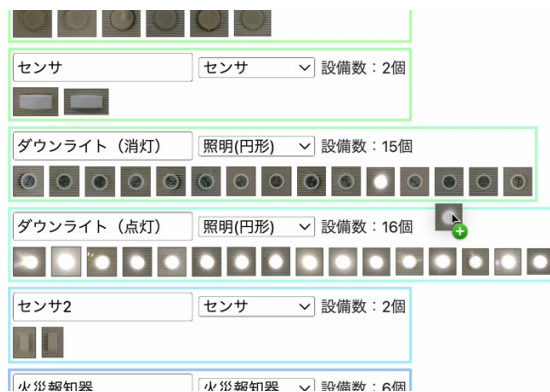 センサ センサ 設備数：2個
ダウンライト（消灯） 照明(円形) 設備数：15個
ダウンライト（点灯） 照明(円形) 設備数：16個
センサ2 センサ 設備数：2個
火災報知器 火災報知器 設備数：6個